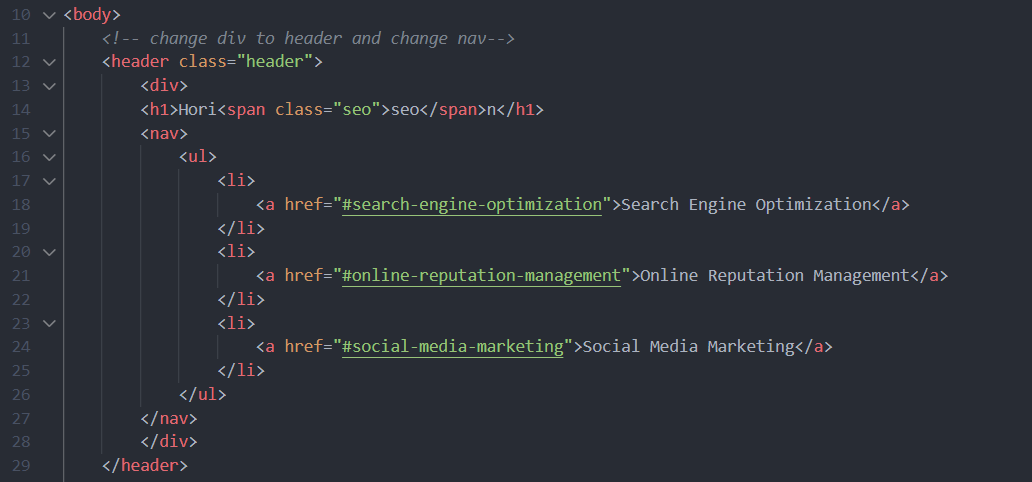 10 <body>
11     <!-- change div to header and change nav-->
12     <header class="header">
13         <div>
14         <h1>Hori<span class="seo">seo</span>n</h1>
15         <nav>
16             <ul>
17                 <li>
18                     <a href="#search-engine-optimization">Search Engine Optimization</a>
19                 </li>
20                 <li>
21                     <a href="#online-reputation-management">Online Reputation Management</a>
22                 </li>
23                 <li>
24                     <a href="#social-media-marketing">Social Media Marketing</a>
25                 </li>
26             </ul>
27         </nav>
28         </div>
29     </header>